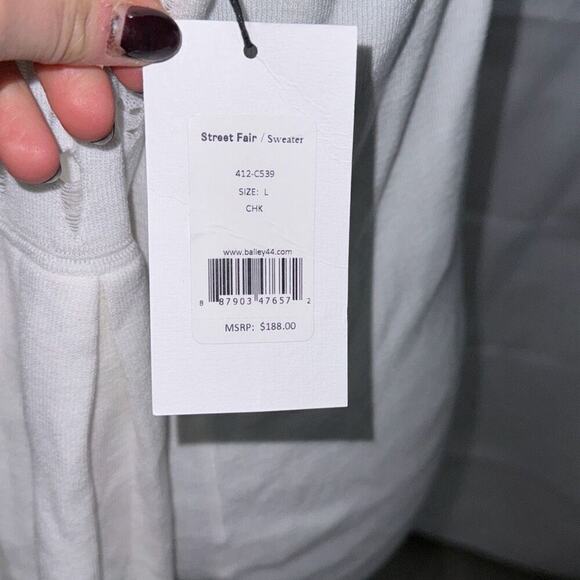 Street Fair / Sweater
412-C539
SIZE: L
CHK
www.bailey44.com
8 87903 47657 2
MSRP: $188.00